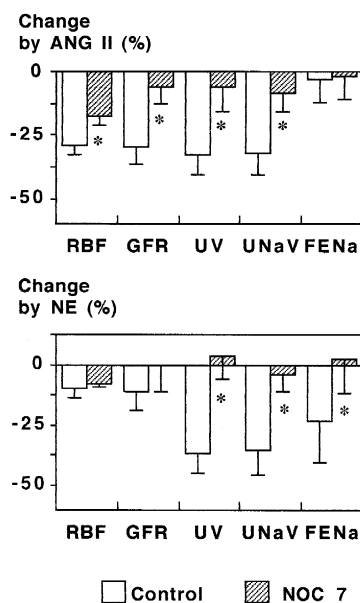 Change
by ANG II (%)
0
-25
-50
*
*
*
*
RBF GFR UV UNaV FENa
Change
by NE (%)
0
-25
-50
*
*
*
RBF GFR UV UNaV FENa
Control NOC 7